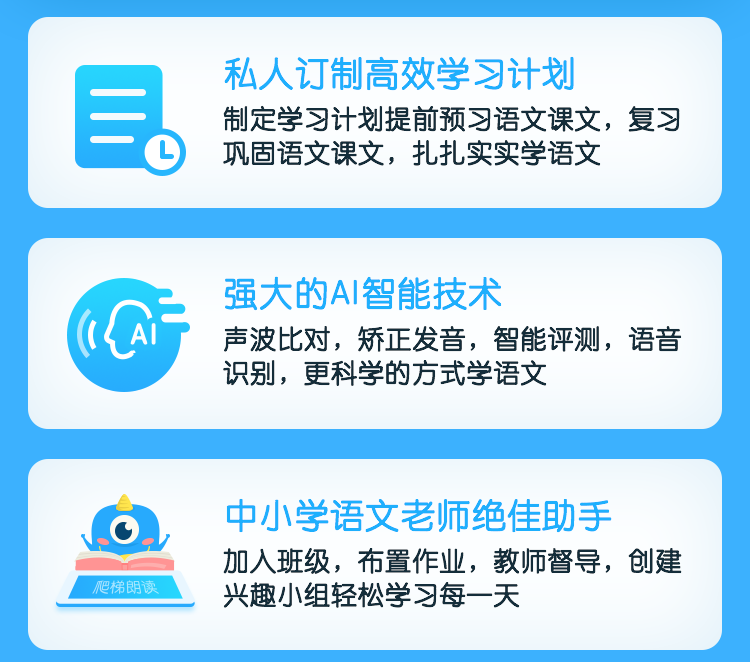 私人订制高效学习计划
制定学习计划提前预习语文课文，复习
巩固语文课文，扎扎实实学语文
强大的AI智能技术
AI
声波比对，矫正发音，智能评测，语音
识别，更科学的方式学语文
中小学语文老师绝佳助手
加入班级，布置作业，教师督导，创建
兴趣小组轻松学习每一天
爬梯朗读